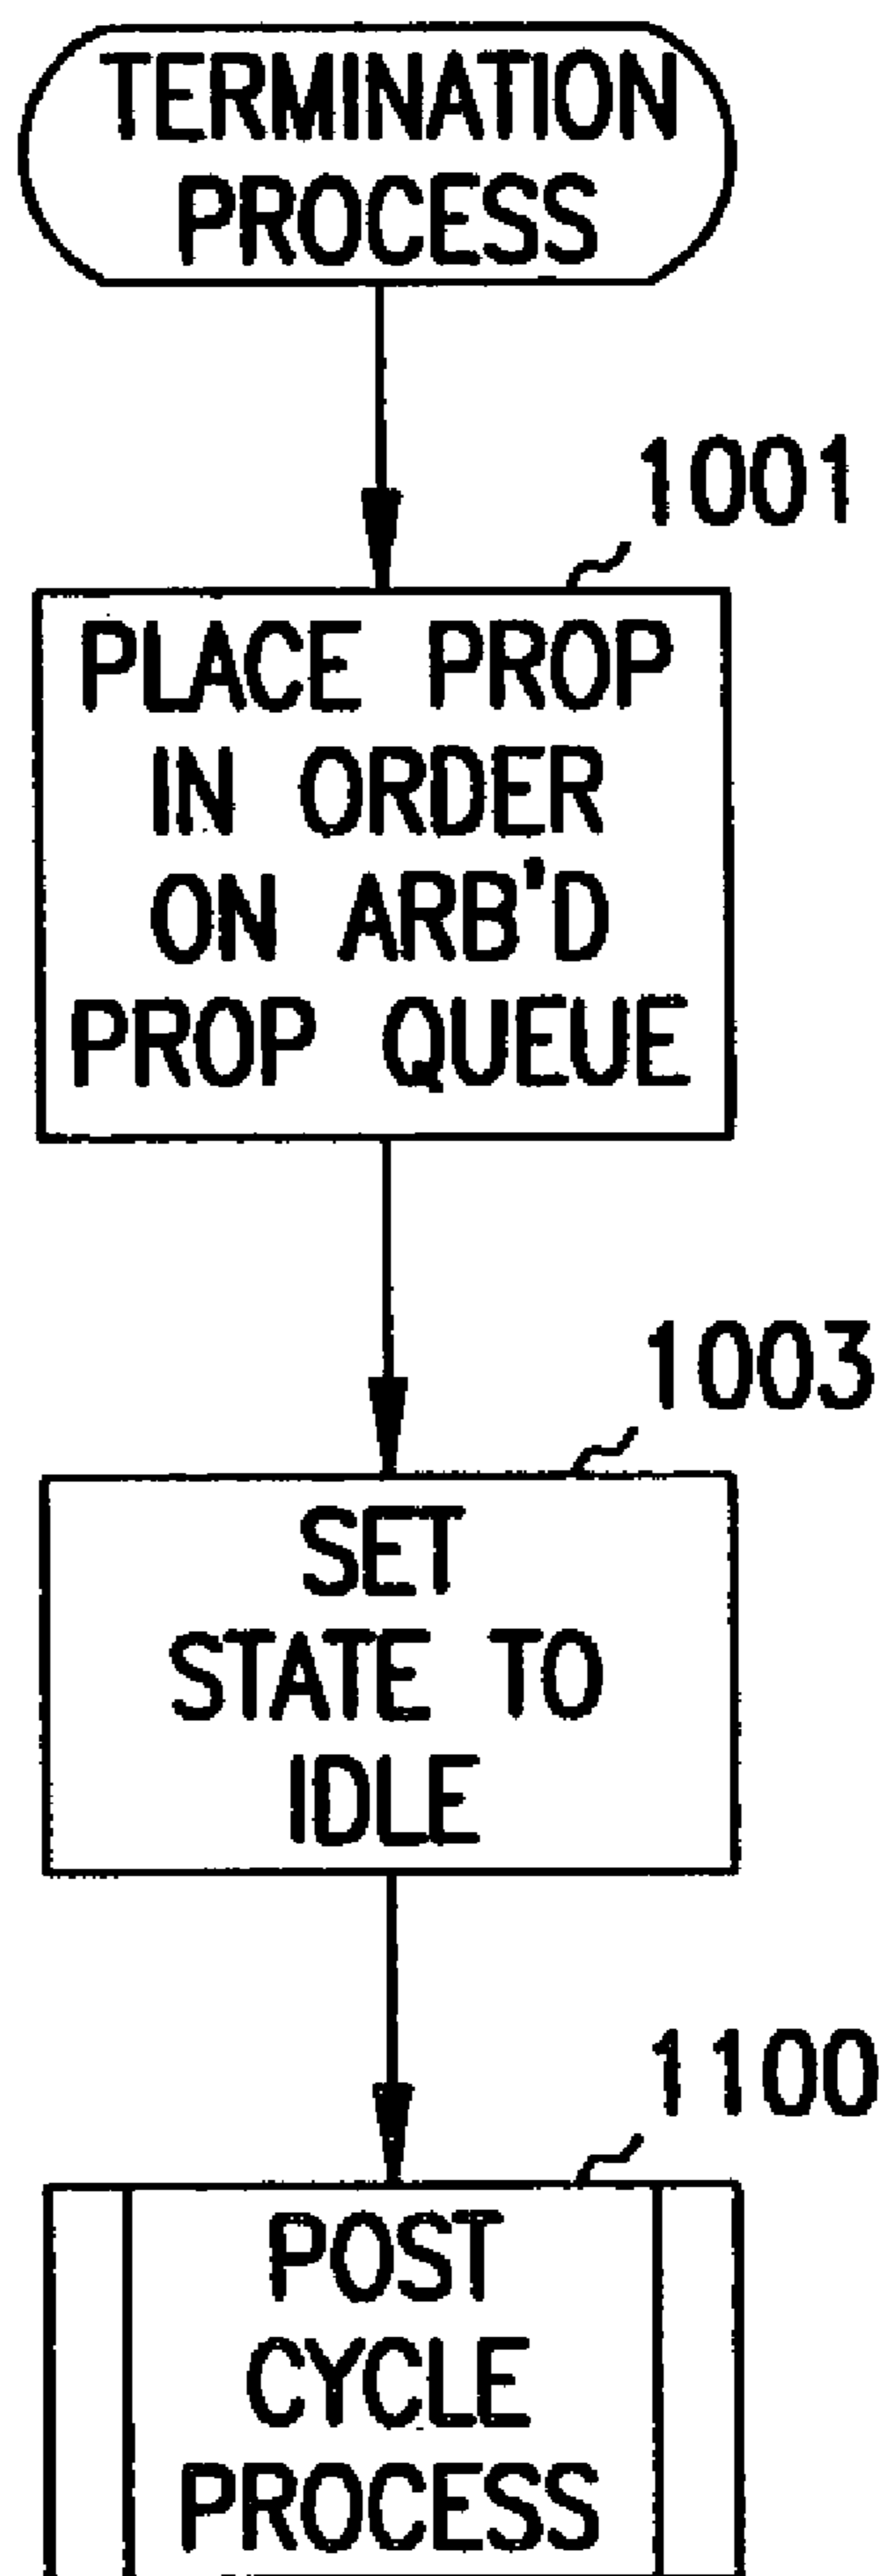 TERMINATION
PROCESS
1001
PLACE PROP
IN ORDER
ON ARB'D
PROP QUEUE
1003
SET
STATE TO
IDLE
1100
POST
CYCLE
PROCESS